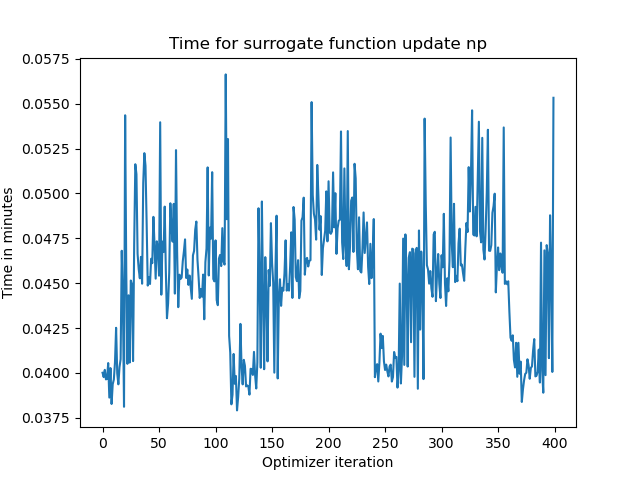 Time for surrogate function update np
Time in minutes
0.0575
0.0550
0.0525
0.0500
0.0475
0.0450
0.0425
0.0400
0.0375
0 50 100 150 200 250 300 350 400
Optimizer iteration